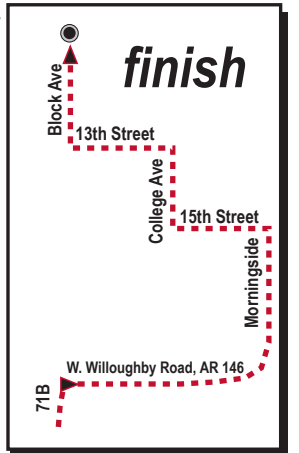 finish
Block Ave
13th Street
College Ave
15th Street
Morningside
W. Willoughby Road, AR 146
71B